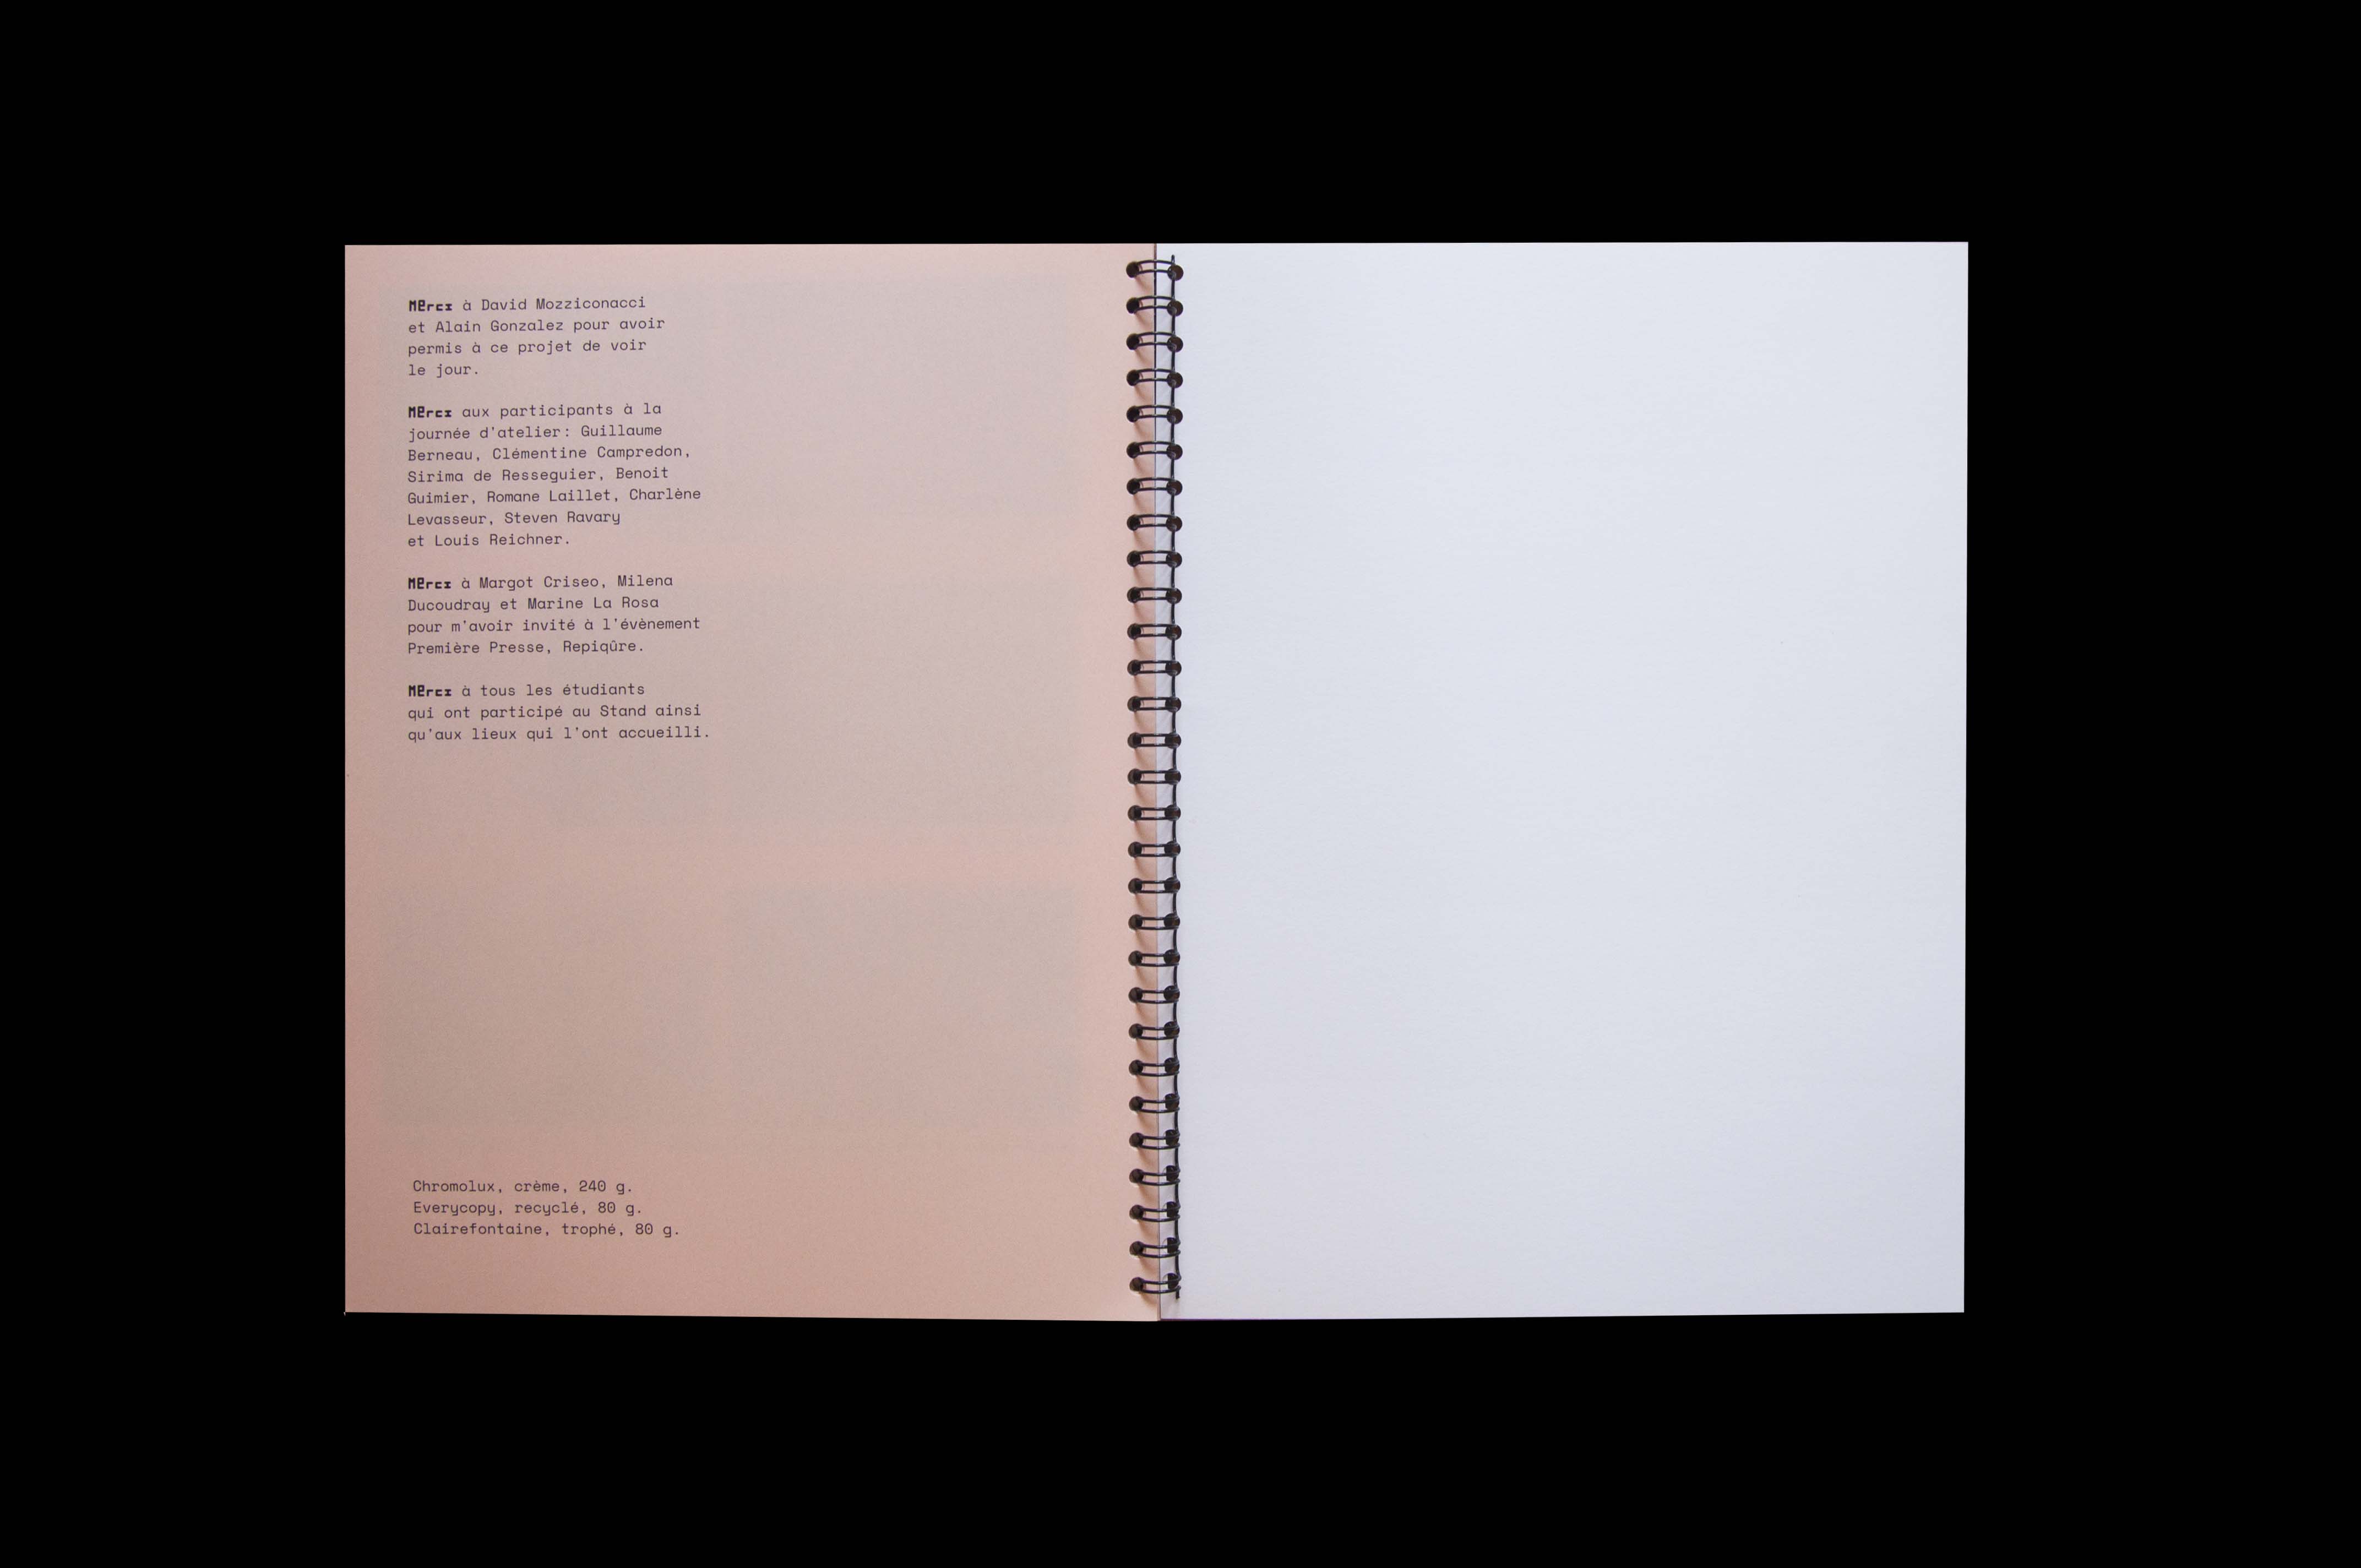 Merci à David Mozziconacci
et Alain Gonzalez pour avoir
permis à ce projet de voir
le jour.
Merci aux participants à la
journée d'atelier: Guillaume
Berneau, Clémentine Campredon,
Sirima de Resseguier, Benoit
Guimier, Romane Laillet, Charlène
Levasseur, Steven Ravary
et Louis Reichner.
Merci à Margot Criseo, Milena
Ducoudray et Marine La Rosa
pour m'avoir invité à l'évènement
Première Presse, Repiqûre.
Merci à tous les étudiants
qui ont participé au Stand ainsi
qu'aux lieux qui l'ont accueilli.
Chromolux, crème, 240 g.
Everycopy, recyclé, 80 g.
Clairefontaine, trophé, 80 g.